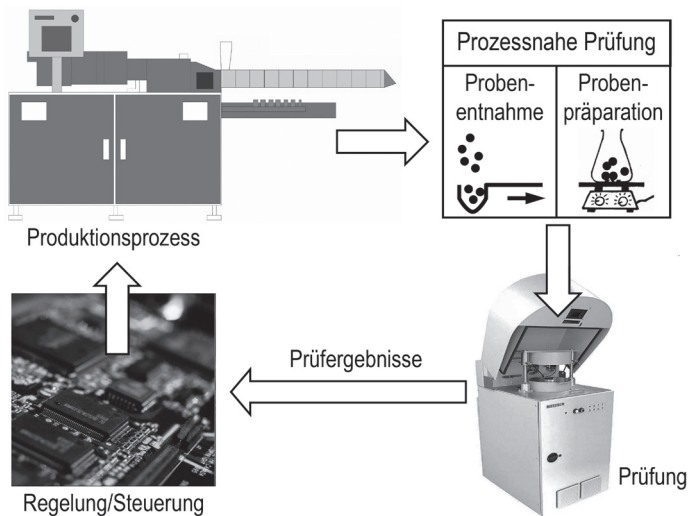 Prozessnahe Prüfung
Proben-
entnahme
Proben-
präparation
Produktionsprozess
Prüfergebnisse
Prüfung
Regelung/Steuerung